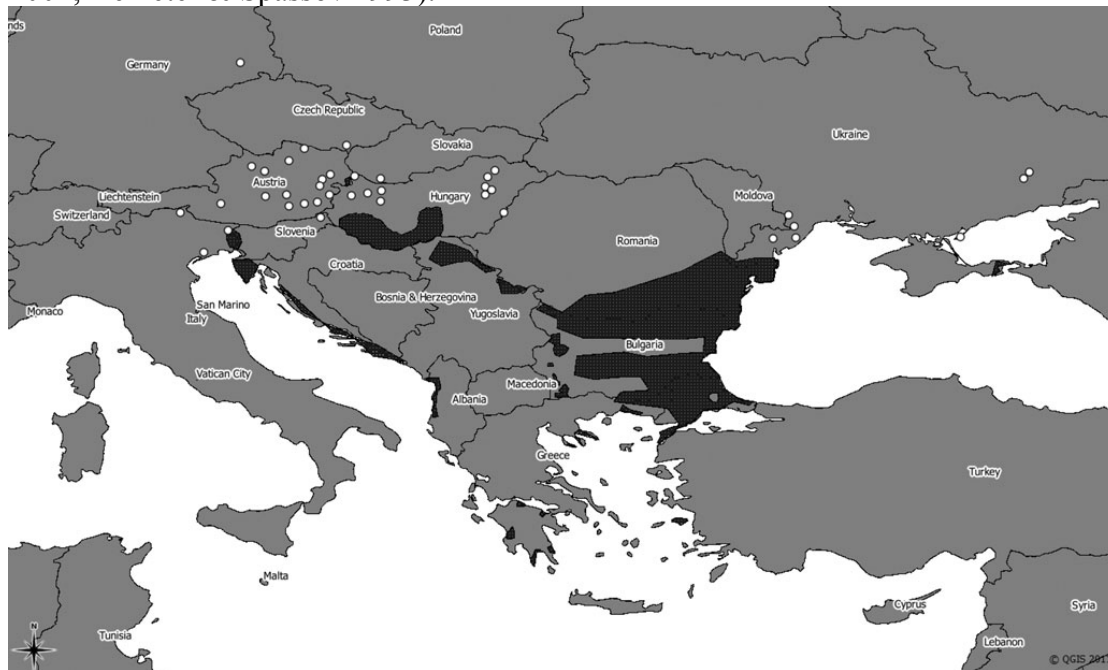 Poland
nds
Germany
Czech Republic
Ukraine
Slovakia
Austria
Moldova
Liechtenstein
Hungary
Switzerland
Slovenia
Romania
Croatia
Bosnia & Herzegovina
San Marino
Monaco
Italy
Yugoslavia
Bulgaria
Vatican City
Macedonia
Albania
Greece
Turkey
Malta
Cyprus
Syria
N
Tunisia
Lebanon